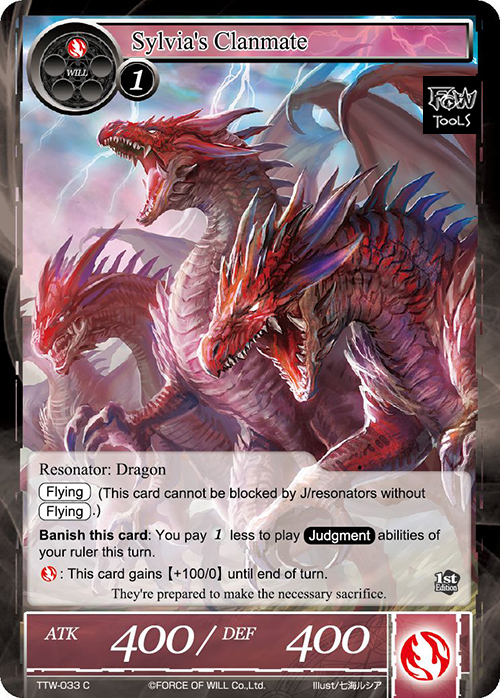 Sylvia's Clanmate
WILL
1
FOW
TOOLS
Resonator: Dragon
Flying (This card cannot be blocked by J/resonators without
Flying.)
Banish this card: You pay 1 less to play Judgment abilities of
your ruler this turn.
: This card gains 【+100/0】 until end of turn.
They're prepared to make the necessary sacrifice.
1st
Edition
ATK 400/ DEF 400
TTW-033 C ©FORCE OF WILL Co.,Ltd. Illust/七海ルシア